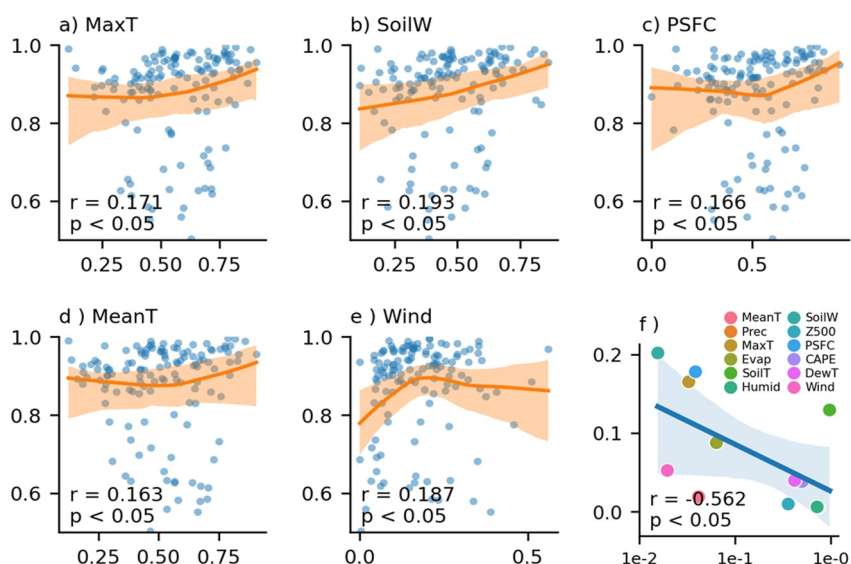 a) MaxT
b) SoilW
c) PSFC
1.0
0.8
0.6
r = 0.171
p < 0.05
0.25 0.50 0.75
1.0
0.8
0.6
r = 0.193
p < 0.05
0.25 0.50 0.75
1.0
0.8
0.6
r = 0.166
p < 0.05
0.0 0.5
d ) MeanT
e ) Wind
f )
1.0
0.8
0.6
r = 0.163
p < 0.05
0.25 0.50 0.75
1.0
0.8
0.6
r = 0.187
p < 0.05
0.0 0.5
MeanT
Prec
MaxT
Evap
SoilT
Humid
SoilW
Z500
PSFC
CAPE
DewT
Wind
0.2
0.1
0.0
r = -0.562
p < 0.05
1e-2 1e-1 1e-0